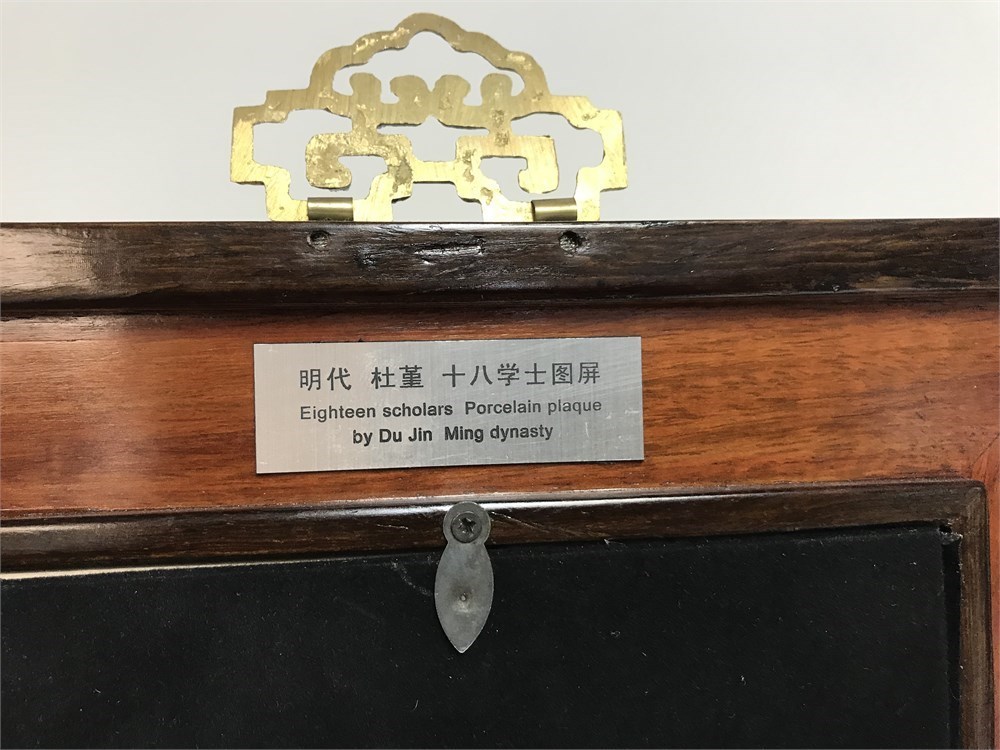 明代 杜堇 十八学士图屏
Eighteen scholars Porcelain plaque
by Du Jin Ming dynasty